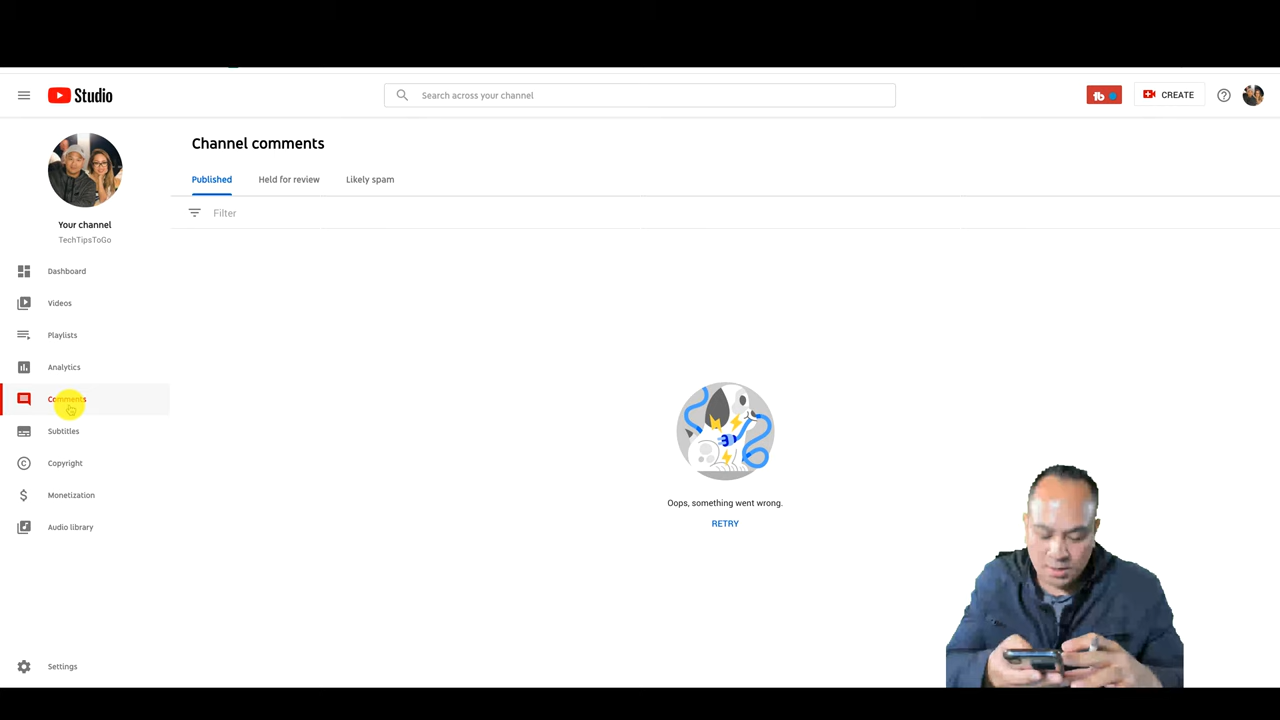 Studio
Search across your channel
CREATE
Channel comments
Published
Held for review
Likely spam
Filter
Your channel
TechTipsToGo
Dashboard
Videos
Playlists
Analytics
Comments
Subtitles
Copyright
Monetization
Audio library
Settings
Oops, something went wrong.
RETRY